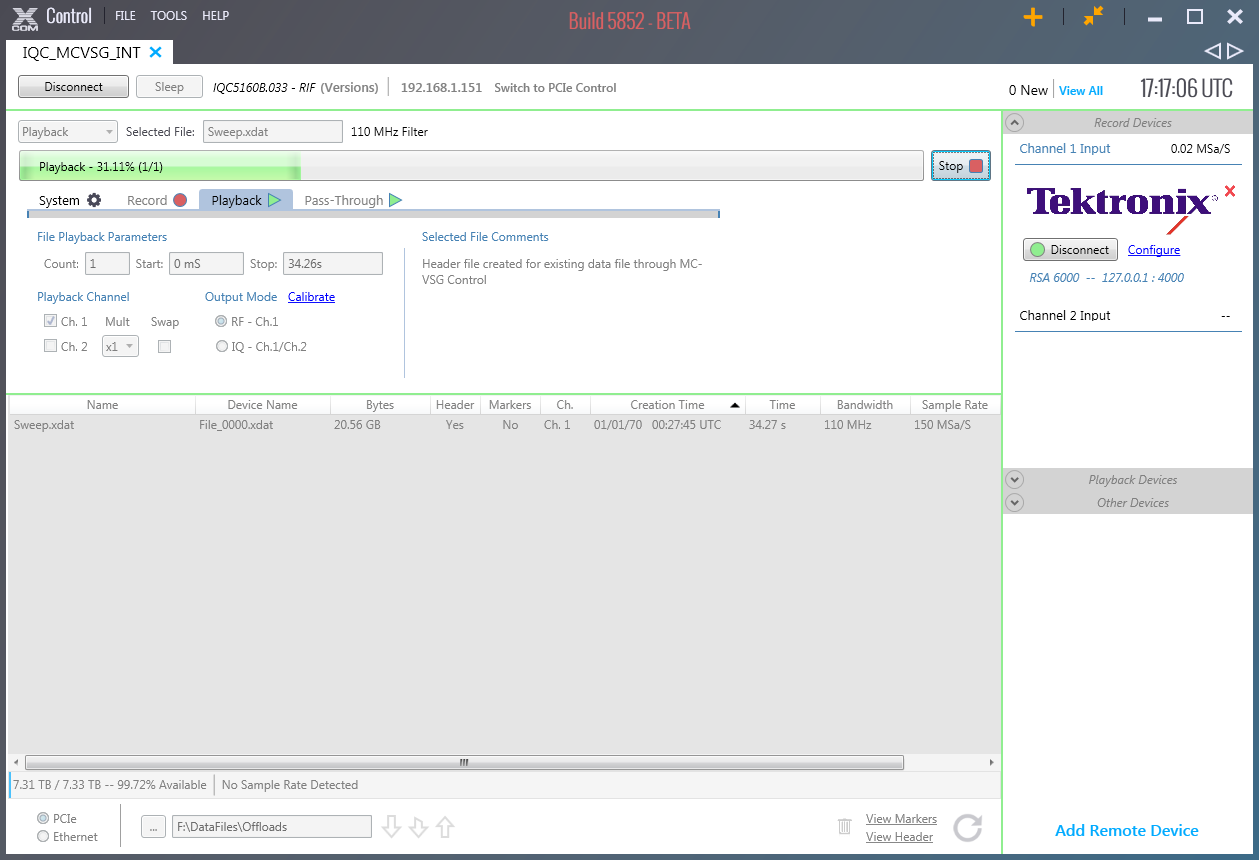 XCOM Control FILE TOOLS HELP Build 5852 - BETA
IQC_MCVSG_INT
Disconnect Sleep IQC5160B.033 - RIF (Versions) 192.168.1.151 Switch to PCIe Control 0 New View All 17:17:06 UTC
Playback Selected File: Sweep.xdat 110 MHz Filter
Playback - 31.11% (1/1) Stop
System Record Playback Pass-Through
File Playback Parameters
Count: 1 Start: 0 mS Stop: 34.26s
Playback Channel Output Mode Calibrate
Ch. 1 Mult Swap RF - Ch.1
Ch. 2 x1 IQ - Ch.1/Ch.2
Selected File Comments
Header file created for existing data file through MC-
VSG Control
Record Devices
Channel 1 Input 0.02 MSa/S
Tektronix
Disconnect Configure
RSA 6000 -- 127.0.0.1 : 4000
Channel 2 Input --
Name Device Name Bytes Header Markers Ch. Creation Time Time Bandwidth Sample Rate
Sweep.xdat File_0000.xdat 20.56 GB Yes No Ch. 1 01/01/70 00:27:45 UTC 34.27 s 110 MHz 150 MSa/S
Playback Devices
Other Devices
7.31 TB / 7.33 TB -- 99.72% Available No Sample Rate Detected
PCIe
Ethernet
... F:\DataFiles\Offloads
View Markers
View Header
Add Remote Device